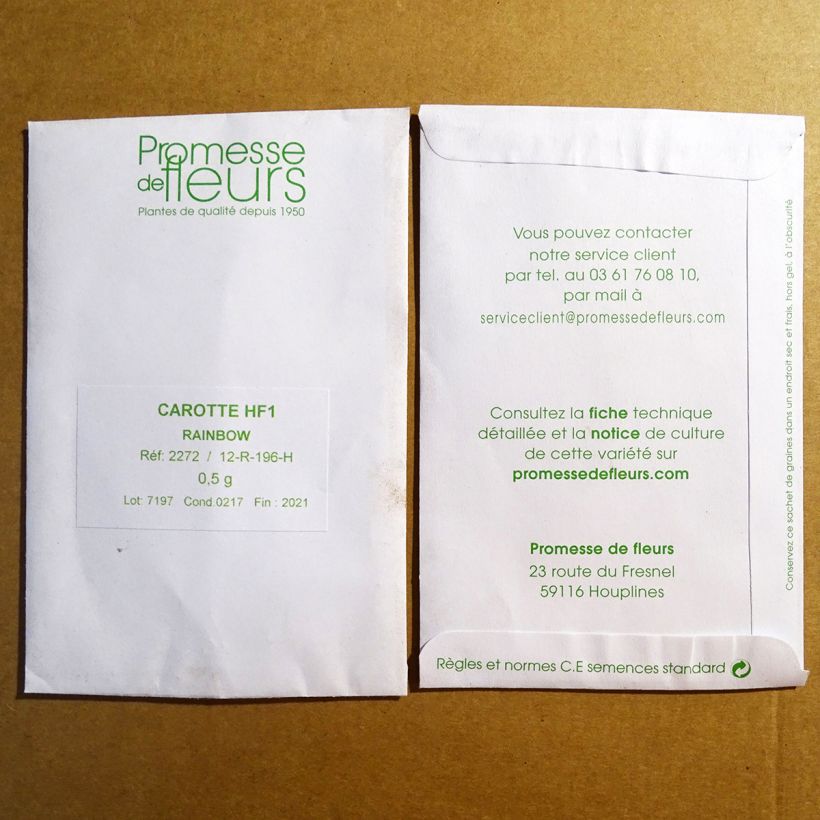 Promesse
de fleurs
Plantes de qualité depuis 1950
CAROTTE HF1
RAINBOW
Réf: 2272 / 12-R-196-H
0,5 g
Lot: 7197 Cond:0217 Fin : 2021
Vous pouvez contacter
notre service client
par tel. au 03 61 76 08 10,
par mail à
serviceclient@promessedefleurs.com
Consultez la fiche technique
détaillée et la notice de culture
de cette variété sur
promessedefleurs.com
Promesse de fleurs
23 route du Fresnel
59116 Houplines
Règles et normes C.E semences standard
Conservez ce sachet de graines dans un endroit sec et frais, hors gel, à l'obscurité